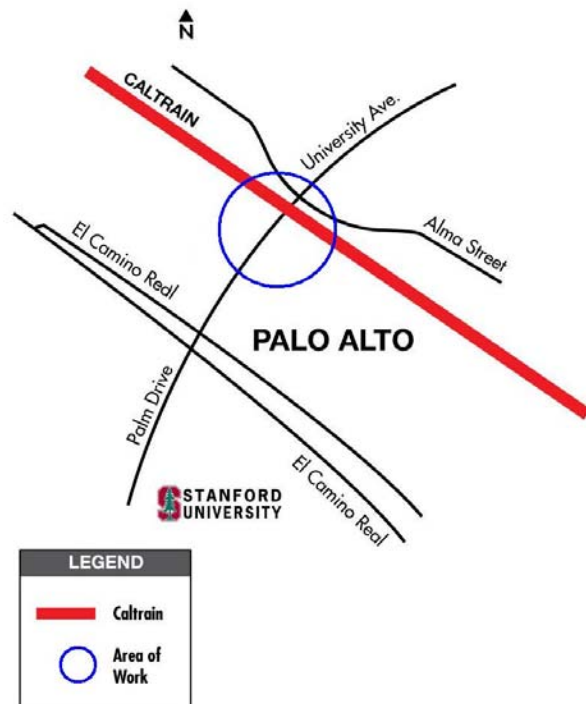 N
CALTRAIN
University Ave.
Alma Street
El Camino Redl
PALO ALTO
Palm Drive
El Camino Real
STANFORD
UNIVERSITY
LEGEND
Caltrain
Area of
Work